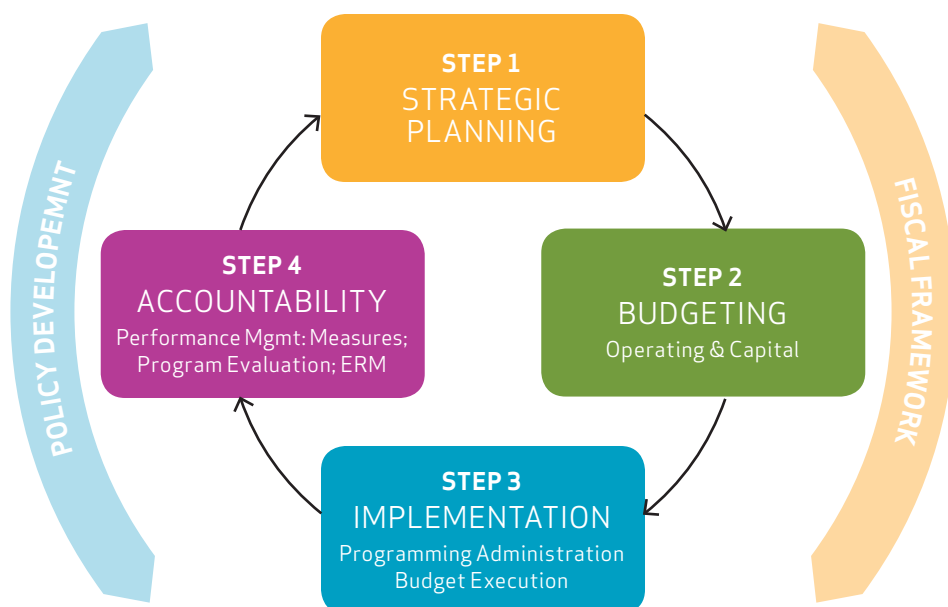 STEP 1
STRATEGIC
PLANNING
POLICY DEVELOPEMNT
FISCAL FRAMEWORK
STEP 4
ACCOUNTABILITY
Performance Mgmt: Measures;
Program Evaluation; ERM
STEP 2
BUDGETING
Operating & Capital
STEP 3
IMPLEMENTATION
Programming Administration
Budget Execution